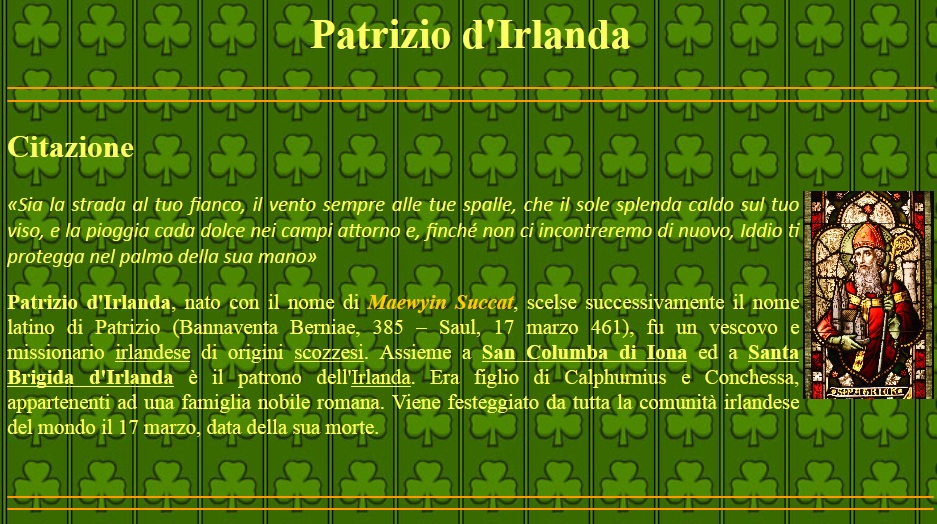 Patrizio d'Irlanda
Citazione
«Sia la strada al tuo fianco, il vento sempre alle tue spalle, che il sole splenda caldo sul tuo
viso, e la pioggia cada dolce nei campi attorno e, finché non ci incontreremo di nuovo, Iddio ti
protegga nel palmo della sua mano»
Patrizio d'Irlanda, nato con il nome di Maewyin Succat, scelse successivamente il nome
latino di Patrizio (Bannaventa Berniae, 385 – Saul, 17 marzo 461), fu un vescovo e
missionario irlandese di origini scozzesi. Assieme a San Columba di Iona ed a Santa
Brigida d'Irlanda è il patrono dell'Irlanda. Era figlio di Calphurnius e Conchessa,
appartenenti ad una famiglia nobile romana. Viene festeggiato da tutta la comunità irlandese
del mondo il 17 marzo, data della sua morte.